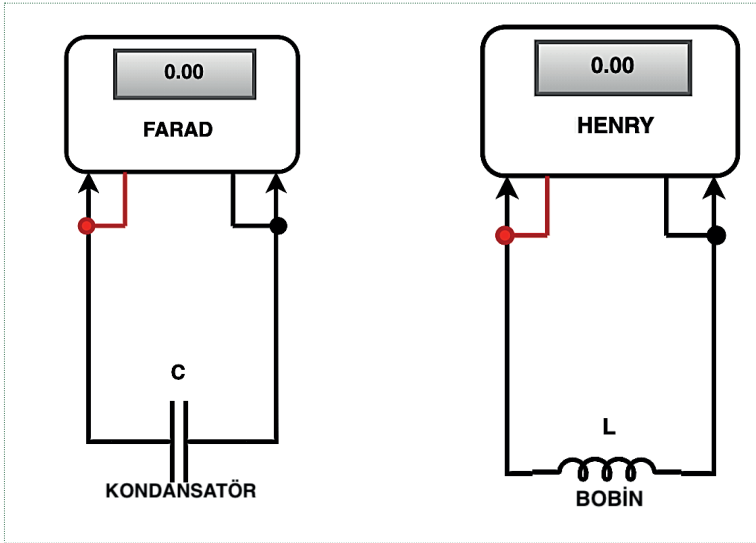 0.00
FARAD
C
KONDANSATÖR
0.00
HENRY
L
BOBİN